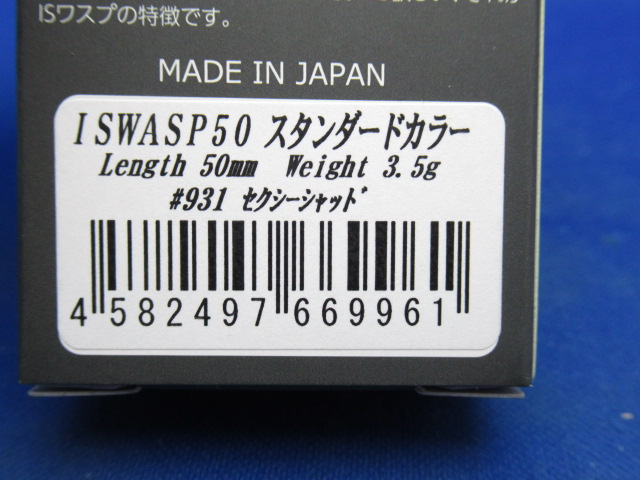 ISワスプの特徴です。
MADE IN JAPAN
ISWASP50 スタンダードカラー
Length 50mm Weight 3.5g
#931 ｾｸｼｰｼｬｯﾄﾞ
4 582497 669961